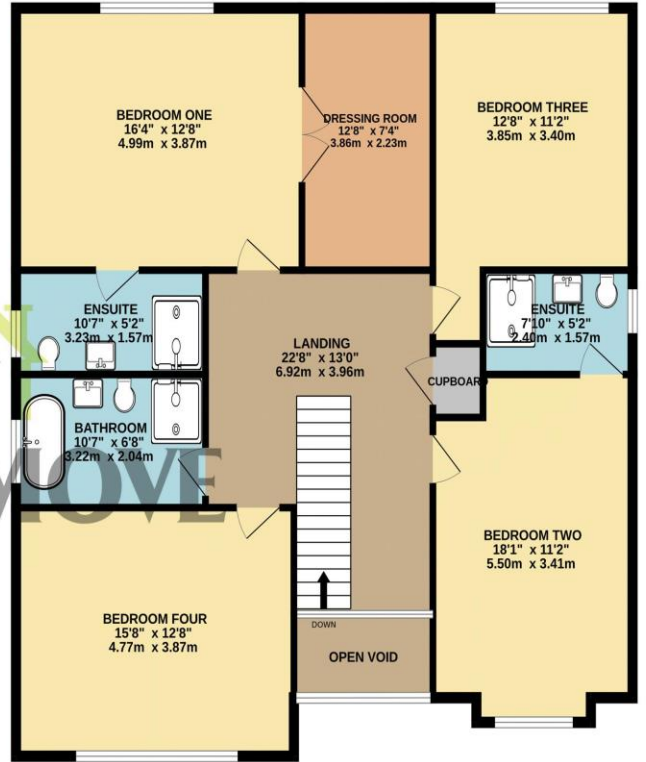 BEDROOM ONE
16'4" x 12'8"
4.99m x 3.87m
DRESSING ROOM
12'8" x 7'4"
3.86m x 2.23m
BEDROOM THREE
12'8" x 11'2"
3.85m x 3.40m
ENSUITE
10'7" x 5'2"
3.23m x 1.57m
LANDING
22'8" x 13'0"
6.92m x 3.96m
ENSUITE
7'10" x 5'2"
2.40m x 1.57m
CUPBOARD
BATHROOM
10'7" x 6'8"
3.22m x 2.04m
MOVE
BEDROOM TWO
18'1" x 11'2"
5.50m x 3.41m
BEDROOM FOUR
15'8" x 12'8"
4.77m x 3.87m
DOWN
OPEN VOID